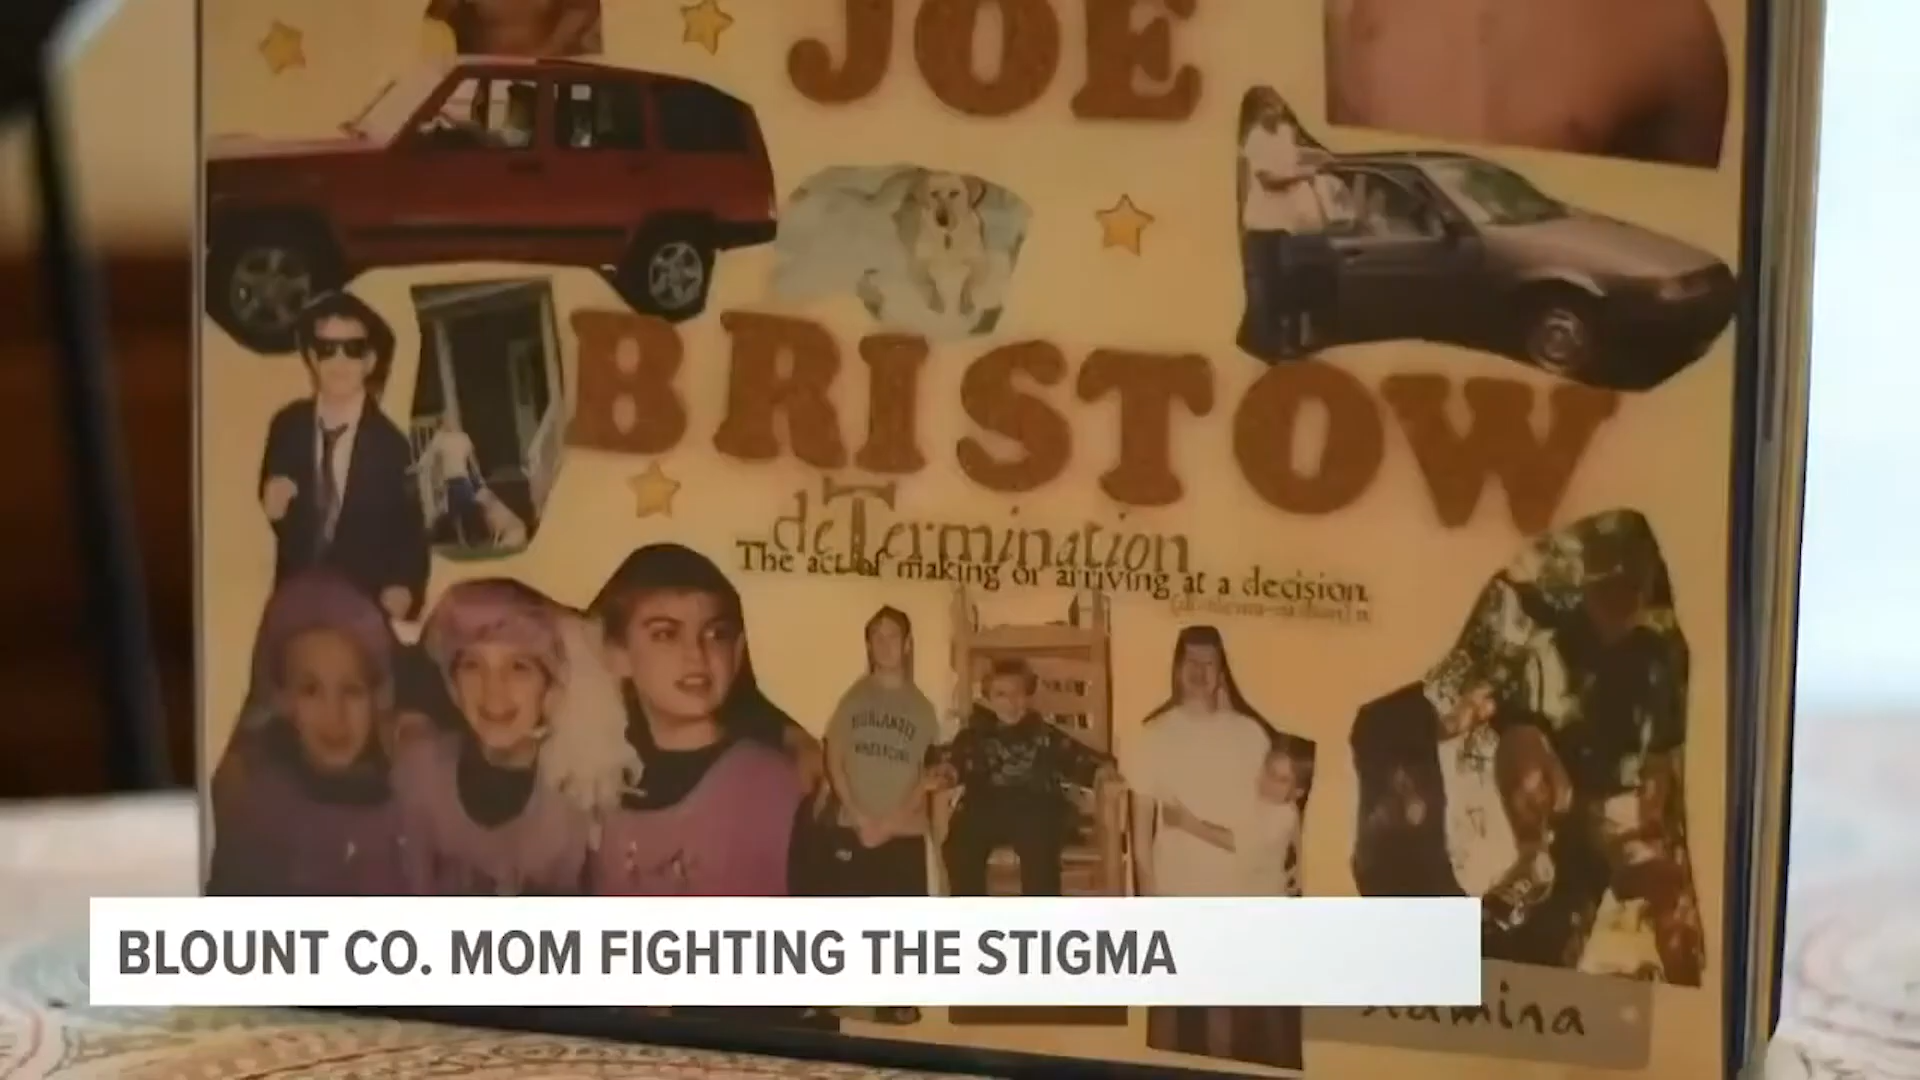 JOE
BRISTOW
deTermination
The act of making or arriving at a decision.
BLOUNT CO. MOM FIGHTING THE STIGMA